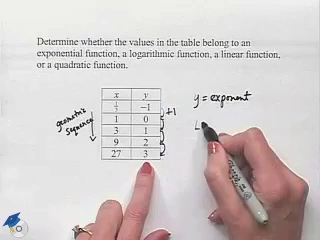 Determine whether the values in the table belong to an
exponential function, a logarithmic function, a linear function,
or a quadratic function.
x y
1/3 −1
1 0
3 1
9 2
27 3
+1
geometric
sequence
y = exponent
L